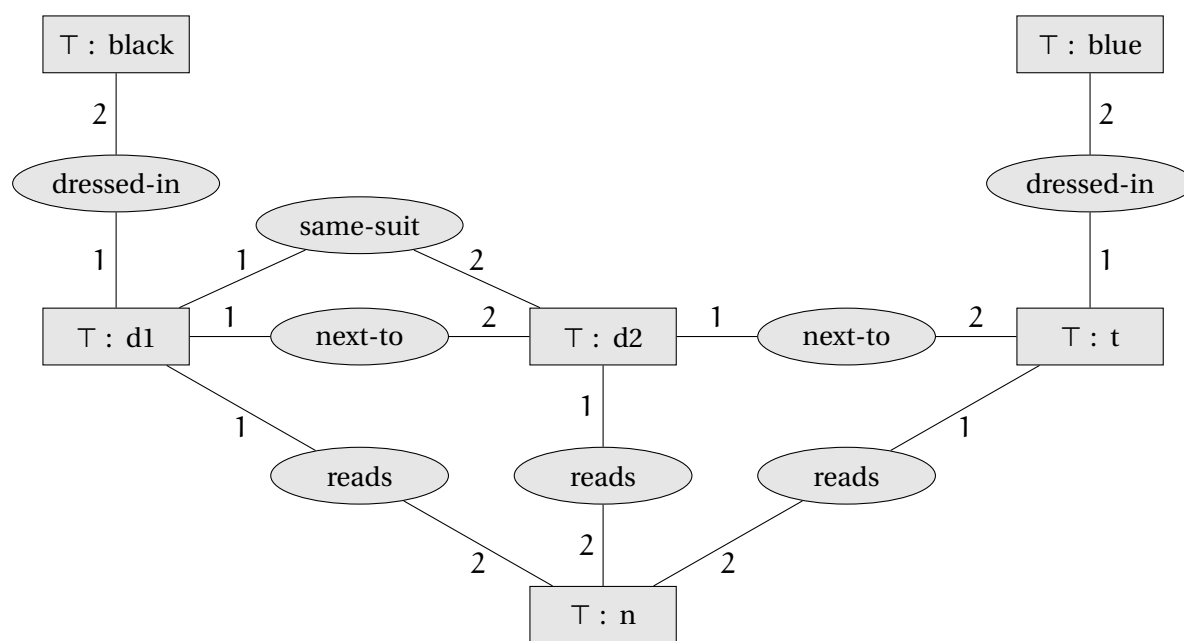 ⊤ : black
⊤ : blue
2
2
dressed-in
dressed-in
same-suit
1
1
1
2
⊤ : d1
1
next-to
2
⊤ : d2
1
next-to
2
⊤ : t
1
1
1
reads
reads
reads
2
2
2
⊤ : n